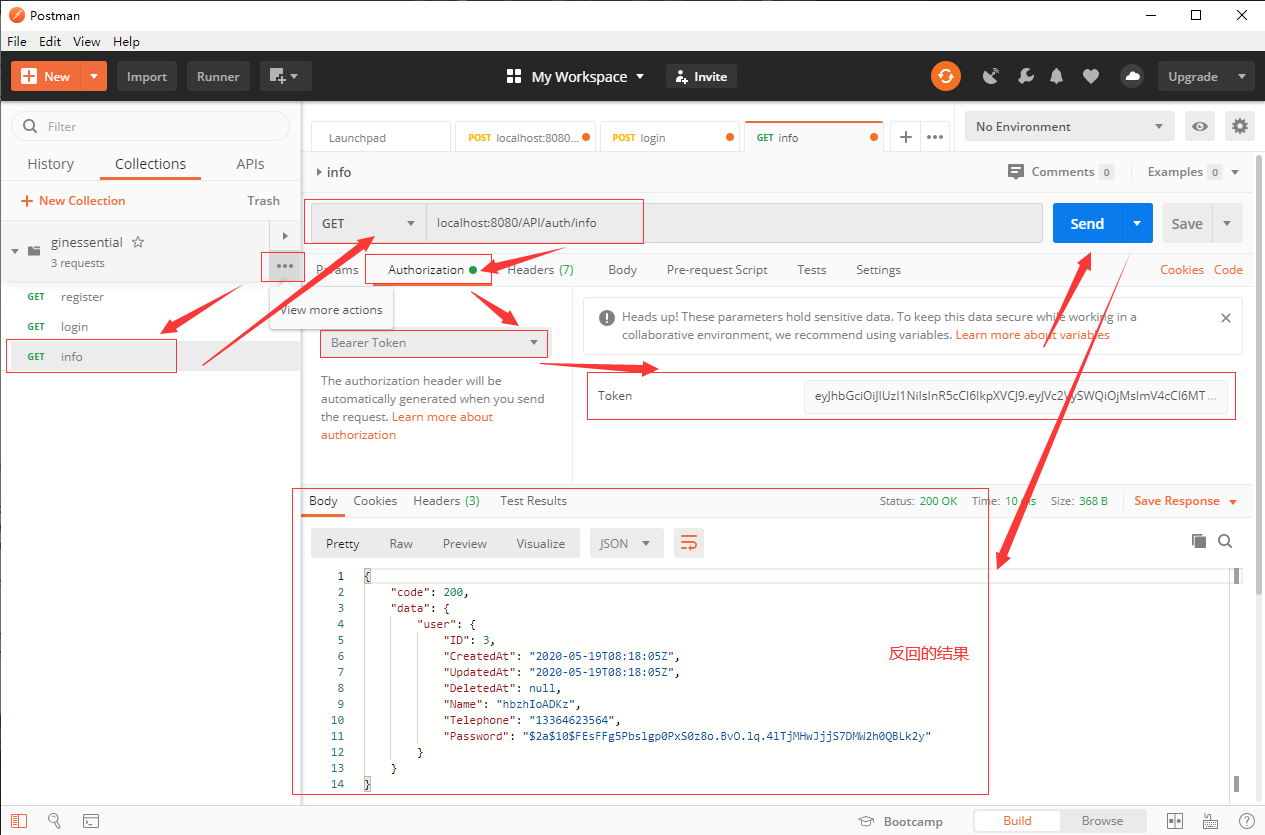 Postman
File Edit View Help
New Import Runner My Workspace Invite Upgrade
Filter
History Collections APIs
New Collection Trash
ginessential
3 requests
View more actions
GET register
GET login
GET info
Launchpad POST localhost:8080... POST login GET info No Environment
info Comments 0 Examples 0
GET localhost:8080/API/auth/info Send Save
Params Authorization Headers (7) Body Pre-request Script Tests Settings Cookies Code
Heads up! These parameters hold sensitive data. To keep this data secure while working in a
collaborative environment, we recommend using variables. Learn more about variables
Bearer Token
The authorization header will be
automatically generated when you send
the request. Learn more about
authorization
Token
Body Cookies Headers (3) Test Results Status: 200 OK Time: 10 Size: 368 B Save Response
Pretty Raw Preview Visualize JSON
1 {
2 "code": 200,
3 "data": {
4 "user": {
5 "ID": 3,
6 "CreatedAt": "2020-05-19T08:18:05Z",
7 "UpdatedAt": "2020-05-19T08:18:05Z",
8 "DeletedAt": null,
9 "Name": "hbzhIoADKz",
10 "Telephone": "13364623564",
11 "Password":
12 }
13 }
14 }
反回的结果
Bootcamp Build Browse